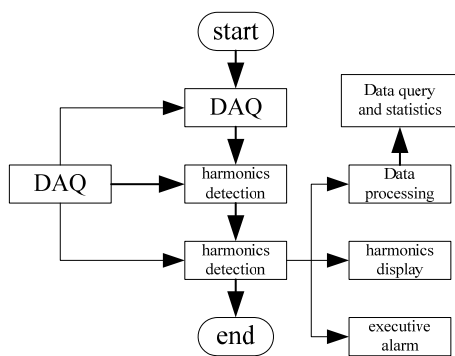 start
DAQ
Data query
and statistics
DAQ
harmonics
detection
Data
processing
harmonics
detection
harmonics
display
end
executive
alarm